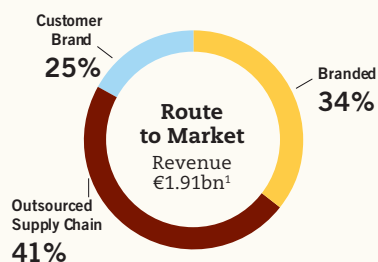 Customer
Brand
25%
Branded
34%
Route
to Market
Revenue
€1.91bn¹
Outsourced
Supply Chain
41%